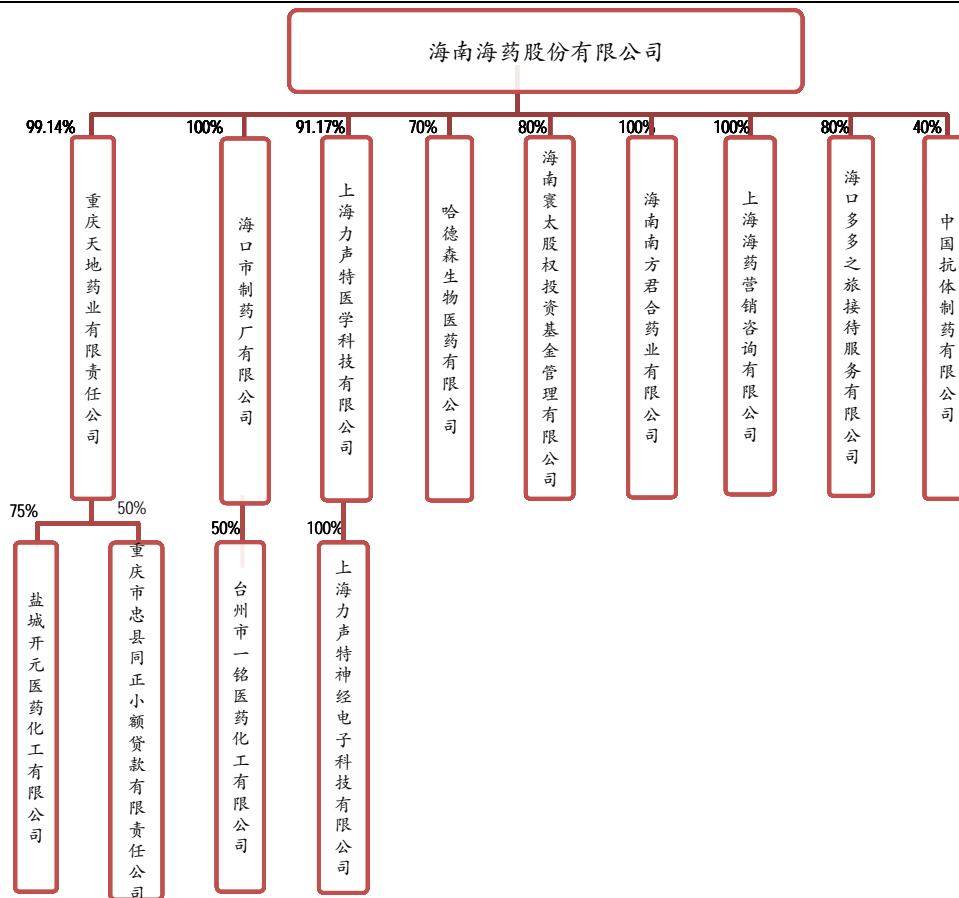 海南海药股份有限公司
99.14%
100%
91.17%
70%
80%
100%
100%
80%
40%
重庆天地药业有限责任公司
海口市制药厂有限公司
上海力声特医学科技有限公司
哈德森生物医药有限公司
海南寰太股权投资基金管理有限公司
海南南方君合药业有限公司
上海海药营销咨询有限公司
海口多多之旅接待服务有限公司
中国抗体制药有限公司
75%
50%
50%
100%
盐城开元医药化工有限公司
重庆市忠县同正小额贷款有限责任公司
台州市一铭医药化工有限公司
上海力声特神经电子科技有限公司